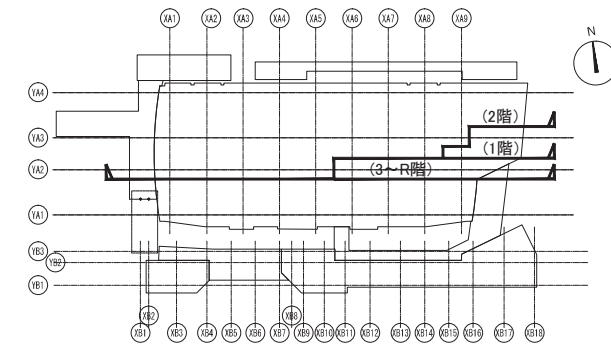 XA1 XA2 XA3 XA4 XA5 XA6 XA7 XA8 XA9
N
YA4
(2階)
YA3
(1階)
YA2
(3〜R階)
YA1
YB3
YB2
YB1
XB2 XB8
XB1 XB3 XB4 XB5 XB6 XB7 XB9 XB10 XB11 XB12 XB13 XB14 XB15 XB16 XB17 XB18